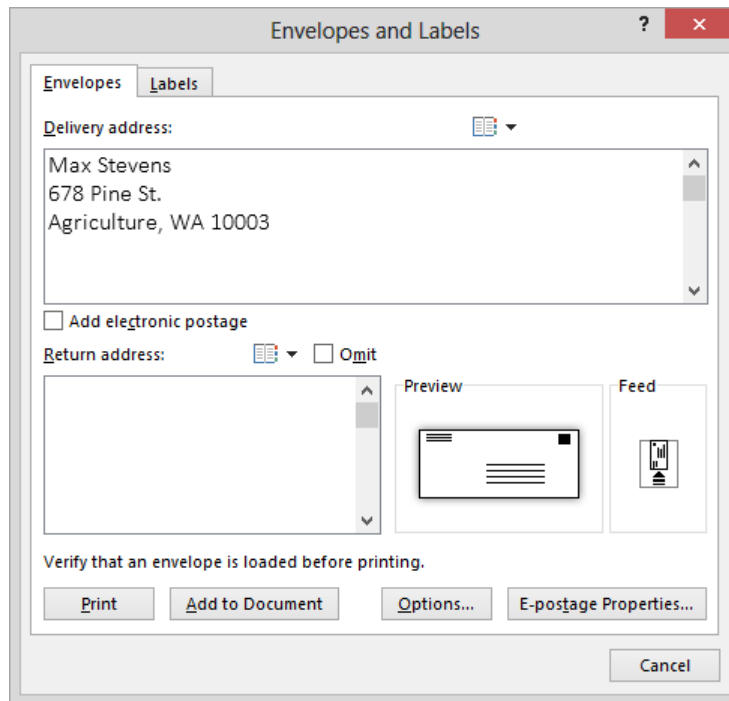 Envelopes and Labels
?
Envelopes Labels
Delivery address:
Max Stevens
678 Pine St.
Agriculture, WA 10003
Add electronic postage
Return address: Omit
Preview Feed
Verify that an envelope is loaded before printing.
Print Add to Document Options... E-postage Properties...
Cancel